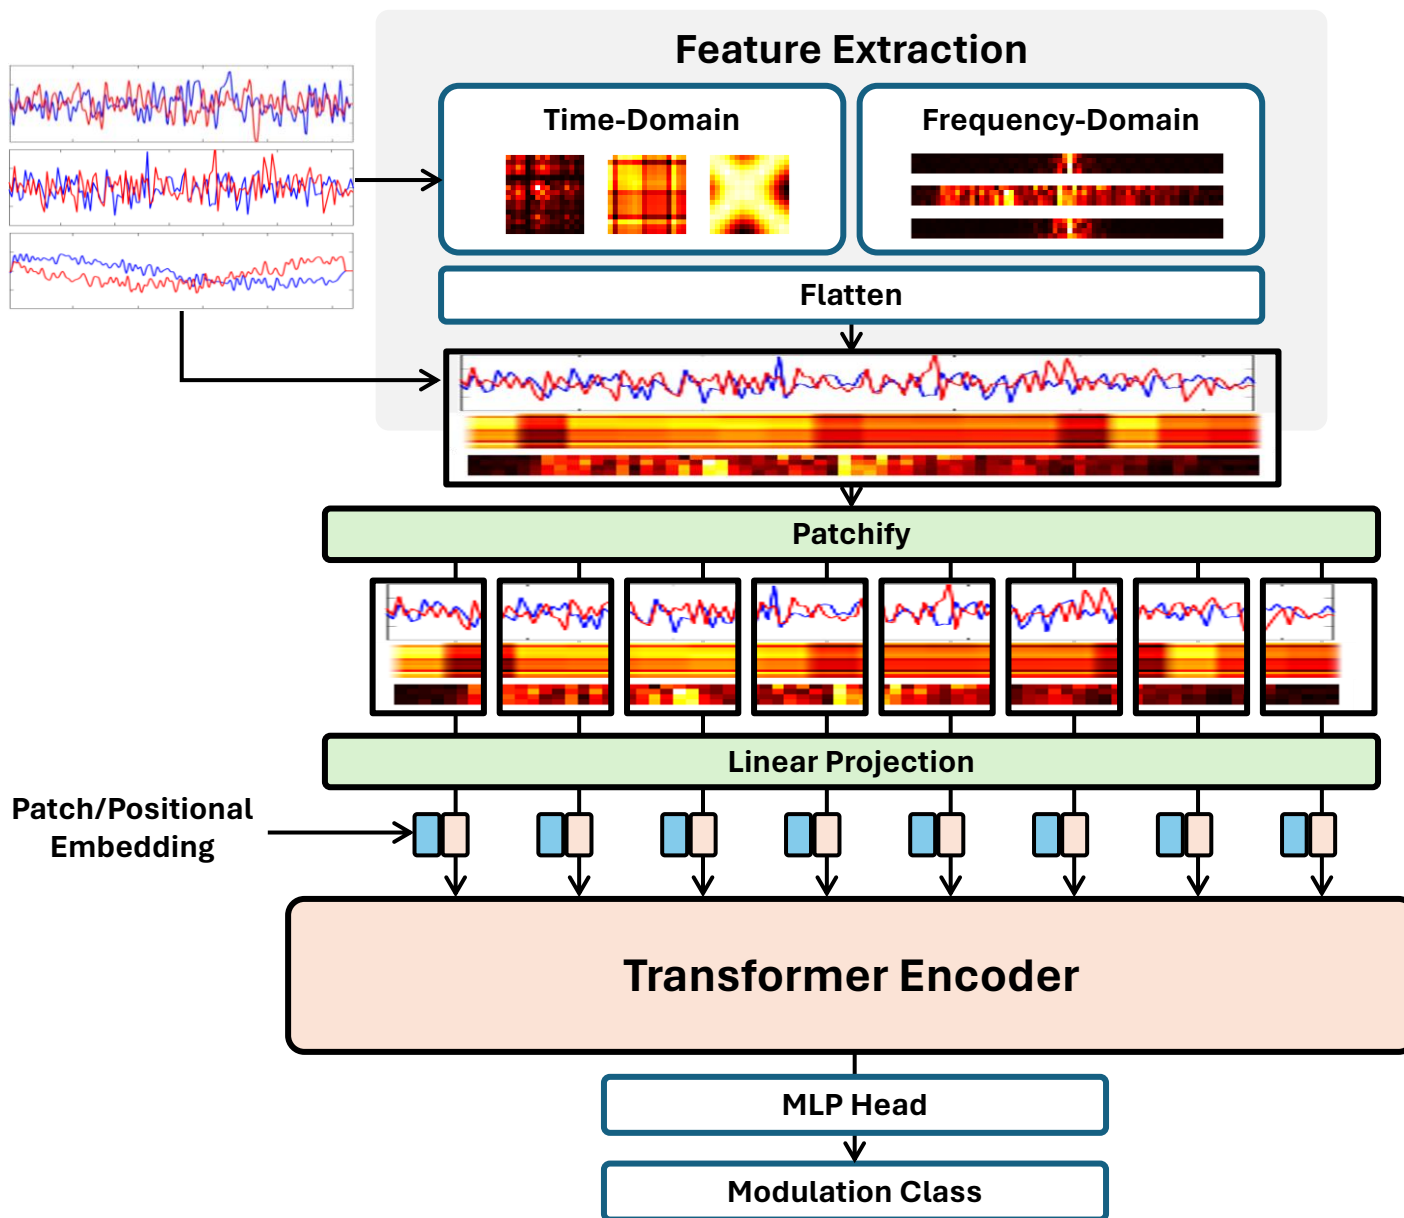 Feature Extraction
Time-Domain
Frequency-Domain
Flatten
Patchify
Linear Projection
Patch/Positional
Embedding
Transformer Encoder
MLP Head
Modulation Class